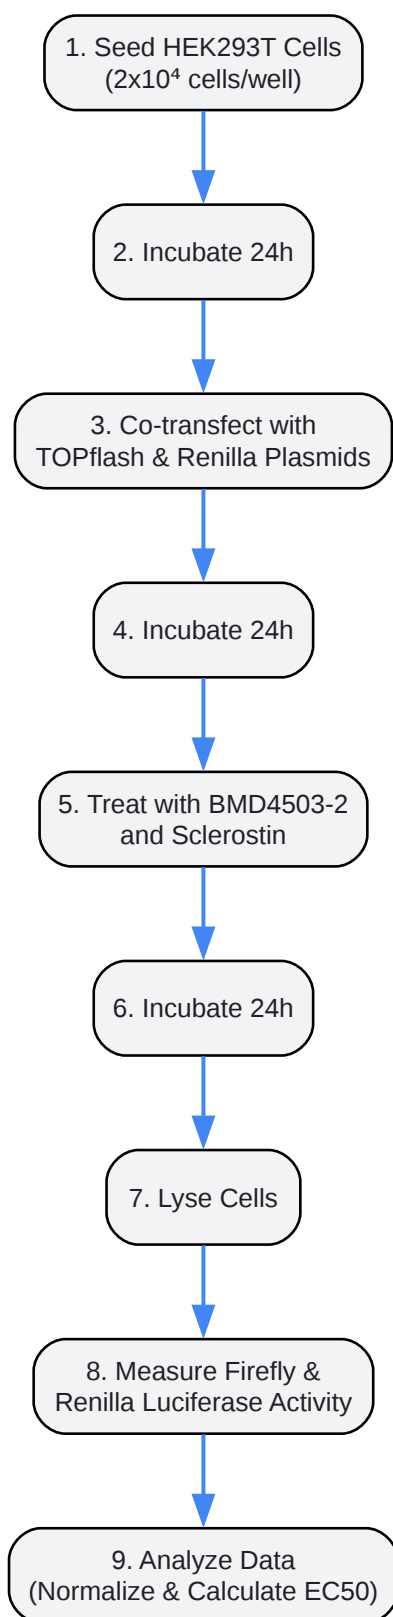 1. Seed HEK293T Cells
(2x10⁴ cells/well)
2. Incubate 24h
3. Co-transfect with
TOPflash & Renilla Plasmids
4. Incubate 24h
5. Treat with BMD4503-2
and Sclerostin
6. Incubate 24h
7. Lyse Cells
8. Measure Firefly &
Renilla Luciferase Activity
9. Analyze Data
(Normalize & Calculate EC50)